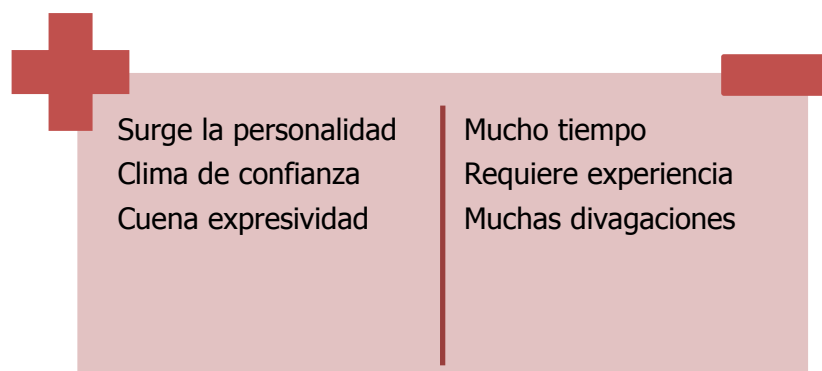 Surge la personalidad
Clima de confianza
Cuena expresividad
Mucho tiempo
Requiere experiencia
Muchas divagaciones